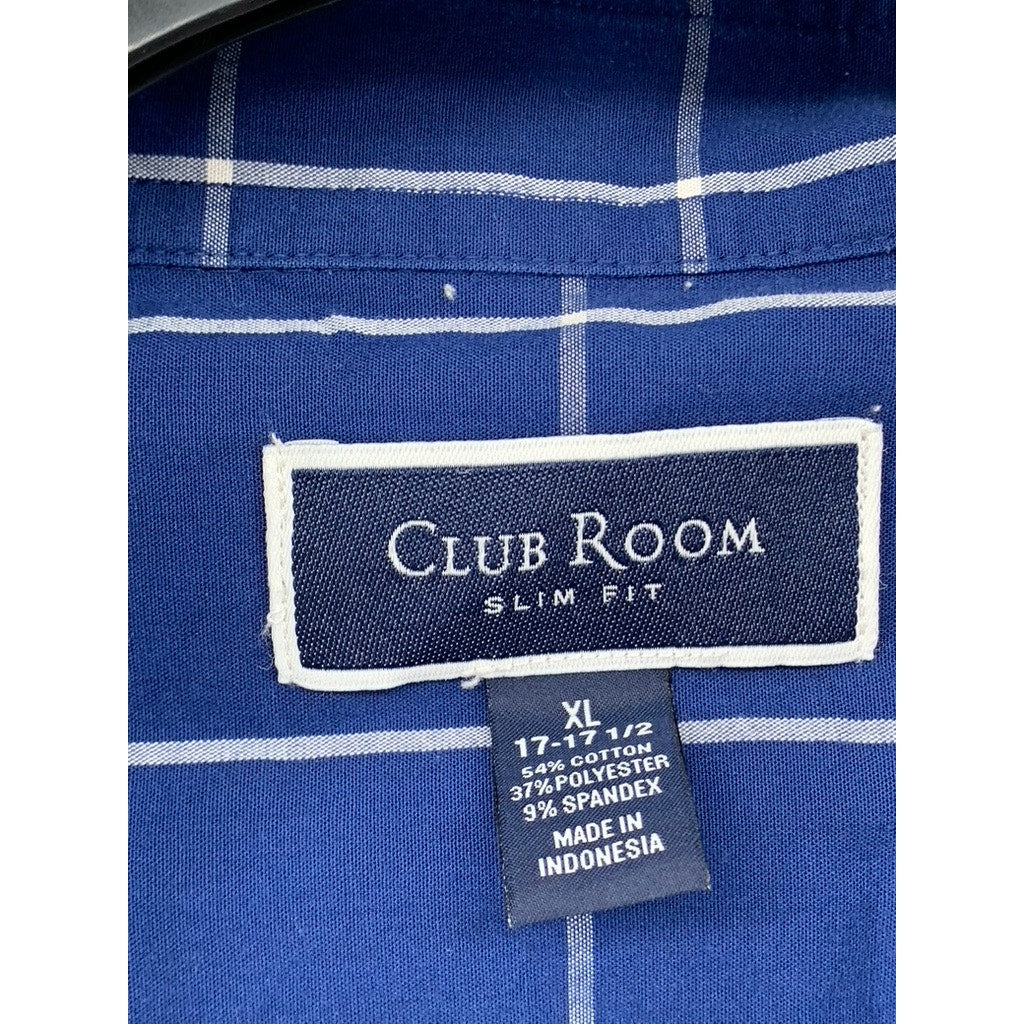 CLUB ROOM
SLIM FIT
XL
17-17 1/2
54% COTTON
37% POLYESTER
9% SPANDEX
MADE IN
INDONESIA